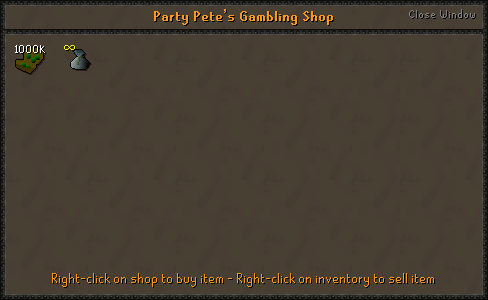 Party Pete's Gambling Shop
Close Window
1000K
∞
Right-click on shop to buy item - Right-click on inventory to sell item